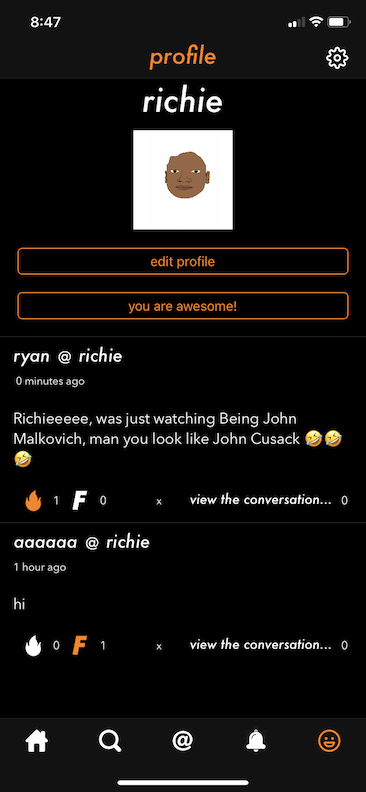 8:47
profile
richie
edit profile
you are awesome!
ryan @ richie
0 minutes ago
Richieeeee, was just watching Being John
Malkovich, man you look like John Cusack 🤣🤣
🤣
1 F 0 x view the conversation... 0
aaaaaa @ richie
1 hour ago
hi
0 F 1 x view the conversation... 0
@